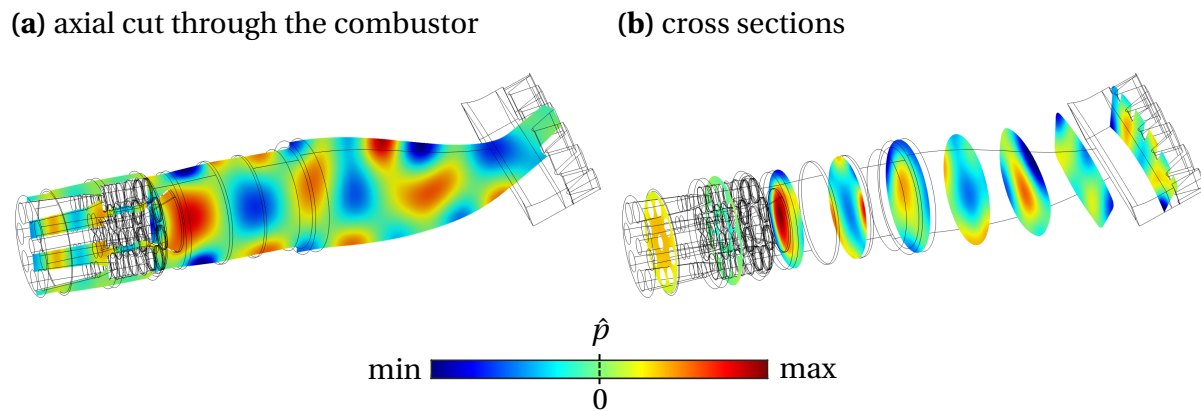 (a) axial cut through the combustor
(b) cross sections
p̂
min
max
0